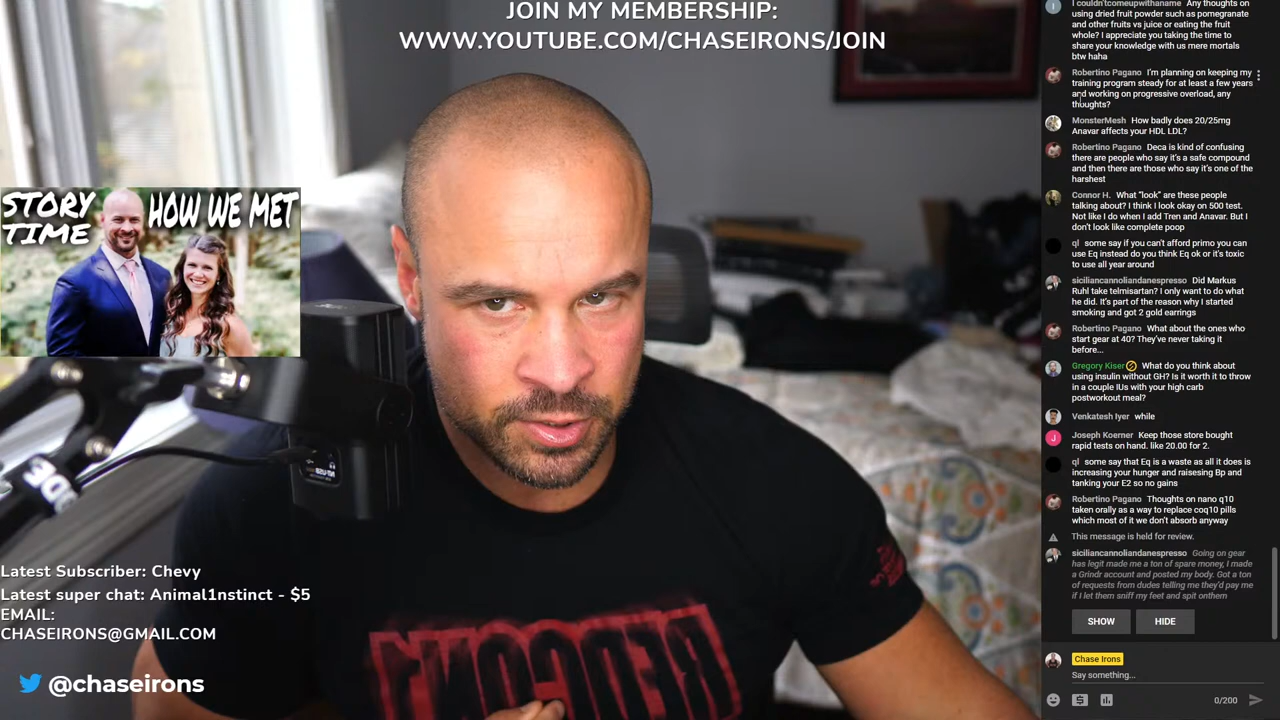 JOIN MY MEMBERSHIP:
WWW.YOUTUBE.COM/CHASEIRONS/JOIN
STORY
TIME
HOW WE MET
Latest Subscriber: Chevy
Latest super chat: Animal1nstinct - $5
EMAIL:
CHASEIRONS@GMAIL.COM
@chaseirons
REDCON1
I couldn'tcomeupwithaname Any thoughts on
using dried fruit powder such as pomegranate
and other fruits vs juice or eating the fruit
whole? I appreciate you taking the time to
share your knowledge with us mere mortals
btw haha
Robertino Pagano I'm planning on keeping my
training program steady for at least a few years
and working on progressive overload, any
thoughts?
MonsterMesh How badly does 20/25mg
Anavar affects your HDL LDL?
Robertino Pagano Deca is kind of confusing
there are people who say it's a safe compound
and then there are those who say it's one of the
harshest
Connor H. What "look" are these people
talking about? I think I look okay on 500 test.
Not like I do when I add Tren and Anavar. But I
don't look like complete poop
ql some say if you can't afford primo you can
use Eq instead do you think Eq ok or it's toxic
to use all year around
siciliancannoliandanespresso Did Markus
Ruhl take telmisartan? I only want to do what
he did. It's part of the reason why I started
smoking and got 2 gold earrings
Robertino Pagano What about the ones who
start gear at 40? They've never taking it
before...
Gregory Kiser What do you think about
using insulin without GH? Is it worth it to throw
in a couple IUs with your high carb
postworkout meal?
Venkatesh Iyer while
J Joseph Koerner Keep those store bought
rapid tests on hand. like 20.00 for 2.
ql some say that Eq is a waste as all it does is
increasing your hunger and raisesing Bp and
tanking your E2 so no gains
Robertino Pagano Thoughts on nano q10
taken orally as a way to replace coq10 pills
which most of it we don't absorb anyway
This message is held for review.
siciliancannoliandanespresso Going on gear
has legit made me a ton of spare money, I made
a Grindr account and posted my body. Got a ton
of requests from dudes telling me they'd pay me
if I let them sniff my feet and spit onthem
SHOW HIDE
Chase Irons
Say something...
0/200